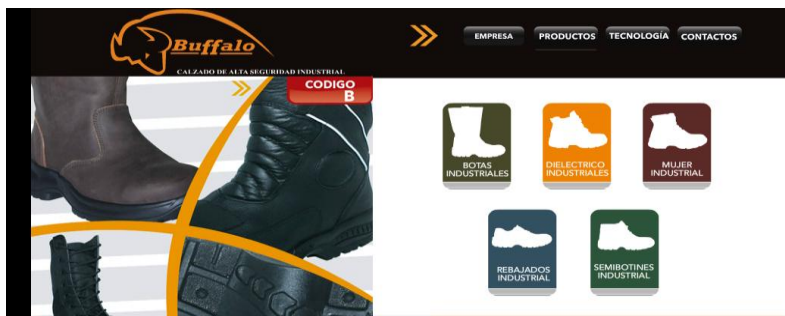 Buffalo
CALZADO DE ALTA SEGURIDAD INDUSTRIAL
EMPRESA
PRODUCTOS
TECNOLOGÍA
CONTACTOS
CODIGO
B
BOTAS
INDUSTRIALES
DIELECTRICO
INDUSTRIALES
MUJER
INDUSTRIAL
REBAJADOS
INDUSTRIAL
SEMIBOTINES
INDUSTRIAL